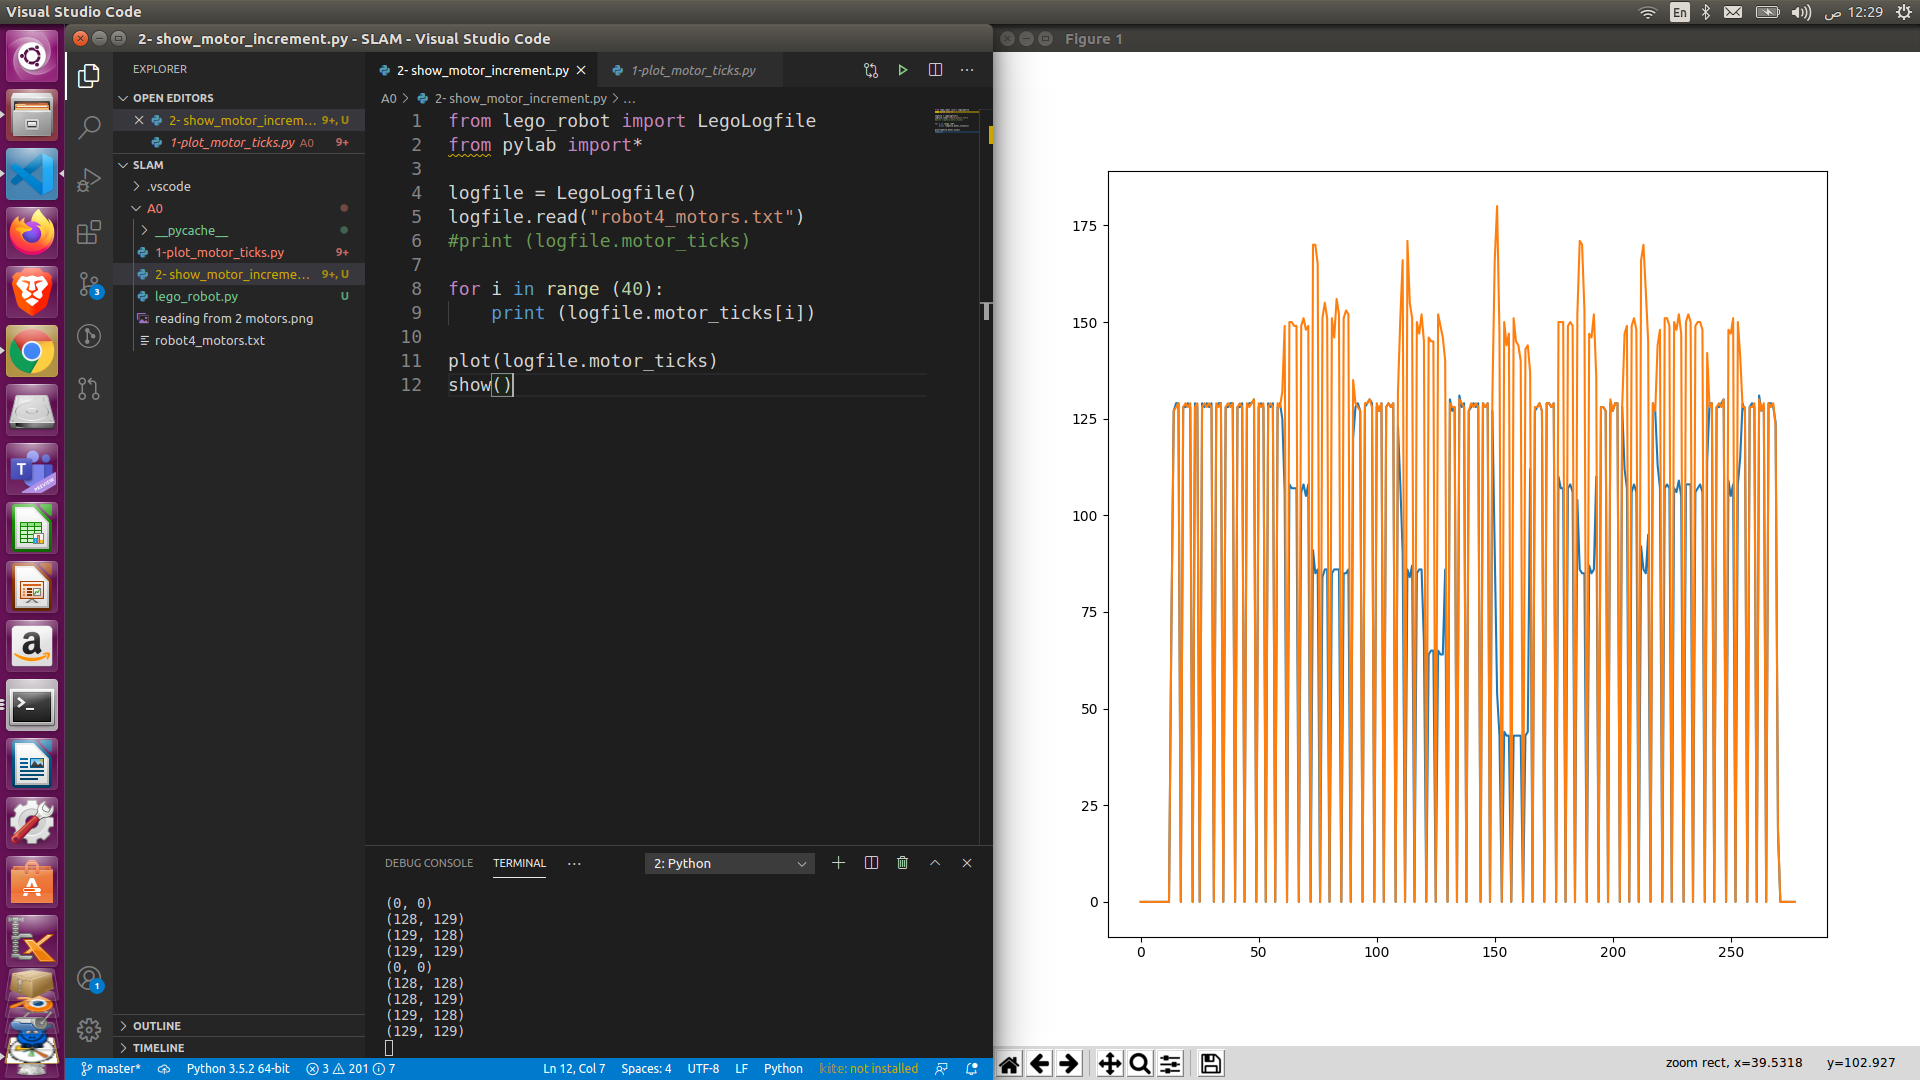 Visual Studio Code
En
ص 12:29
2- show_motor_increment.py - SLAM - Visual Studio Code
Figure 1
EXPLORER
OPEN EDITORS
2- show_motor_increm... 9+, U
1-plot_motor_ticks.py A0 9+
SLAM
.vscode
A0
__pycache__
1-plot_motor_ticks.py 9+
2- show_motor_increme... 9+, U
lego_robot.py U
reading from 2 motors.png
robot4_motors.txt
OUTLINE
TIMELINE
3
1
2- show_motor_increment.py
1-plot_motor_ticks.py
A0 > 2- show_motor_increment.py > ...
1 from lego_robot import LegoLogfile
2 from pylab import*
3
4 logfile = LegoLogfile()
5 logfile.read("robot4_motors.txt")
6 #print (logfile.motor_ticks)
7
8 for i in range (40):
9 print (logfile.motor_ticks[i])
10
11 plot(logfile.motor_ticks)
12 show()
DEBUG CONSOLE TERMINAL ... 2: Python
(0, 0)
(128, 129)
(129, 128)
(129, 129)
(0, 0)
(128, 128)
(128, 129)
(129, 128)
(129, 129)
master* Python 3.5.2 64-bit 3 201 7 Ln 12, Col 7 Spaces: 4 UTF-8 LF Python kite: not installed
175
150
125
100
75
50
25
0
0 50 100 150 200 250
zoom rect, x=39.5318 y=102.927
T
PREVIEW
a
A
>_